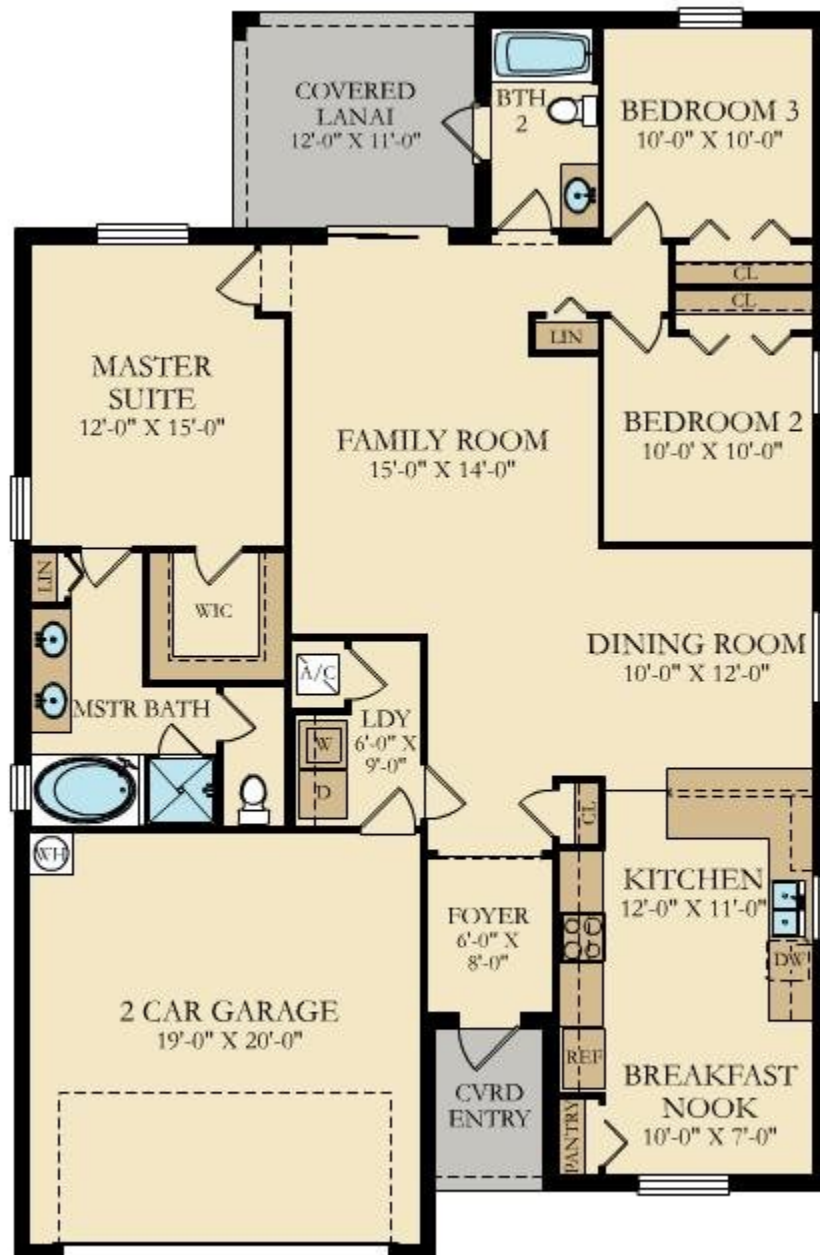 COVERED
LANAI
12'-0" X 11'-0"
BTH
2
BEDROOM 3
10'-0" X 10'-0"
CL
CL
LIN
MASTER
SUITE
12'-0" X 15'-0"
FAMILY ROOM
15'-0" X 14'-0"
BEDROOM 2
10'-0' X 10'-0"
LIN
WIC
DINING ROOM
10'-0" X 12'-0"
A/C
MSTR BATH
LDY
6'-0" X
9'-0"
W
D
CL
WH
KITCHEN
12'-0" X 11'-0"
FOYER
6'-0" X
8'-0"
DW
2 CAR GARAGE
19'-0" X 20'-0"
REF
CVRD
ENTRY
BREAKFAST
NOOK
10'-0" X 7'-0"
PANTRY